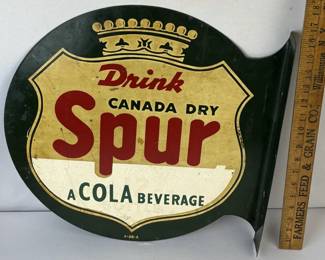 Drink
CANADA DRY
Spur
A COLA BEVERAGE
FARMERS FEED & GRAIN CO.